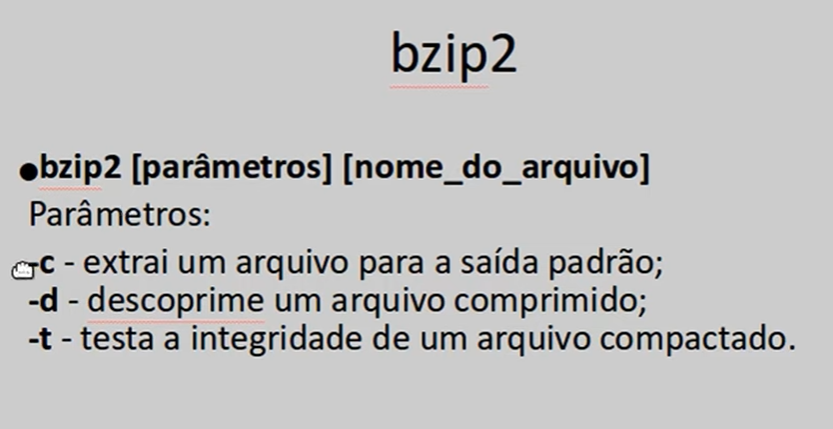 bzip2
●bzip2 [parâmetros] [nome_do_arquivo]
Parâmetros:
-c - extrai um arquivo para a saída padrão;
-d - descoprime um arquivo comprimido;
-t - testa a integridade de um arquivo compactado.